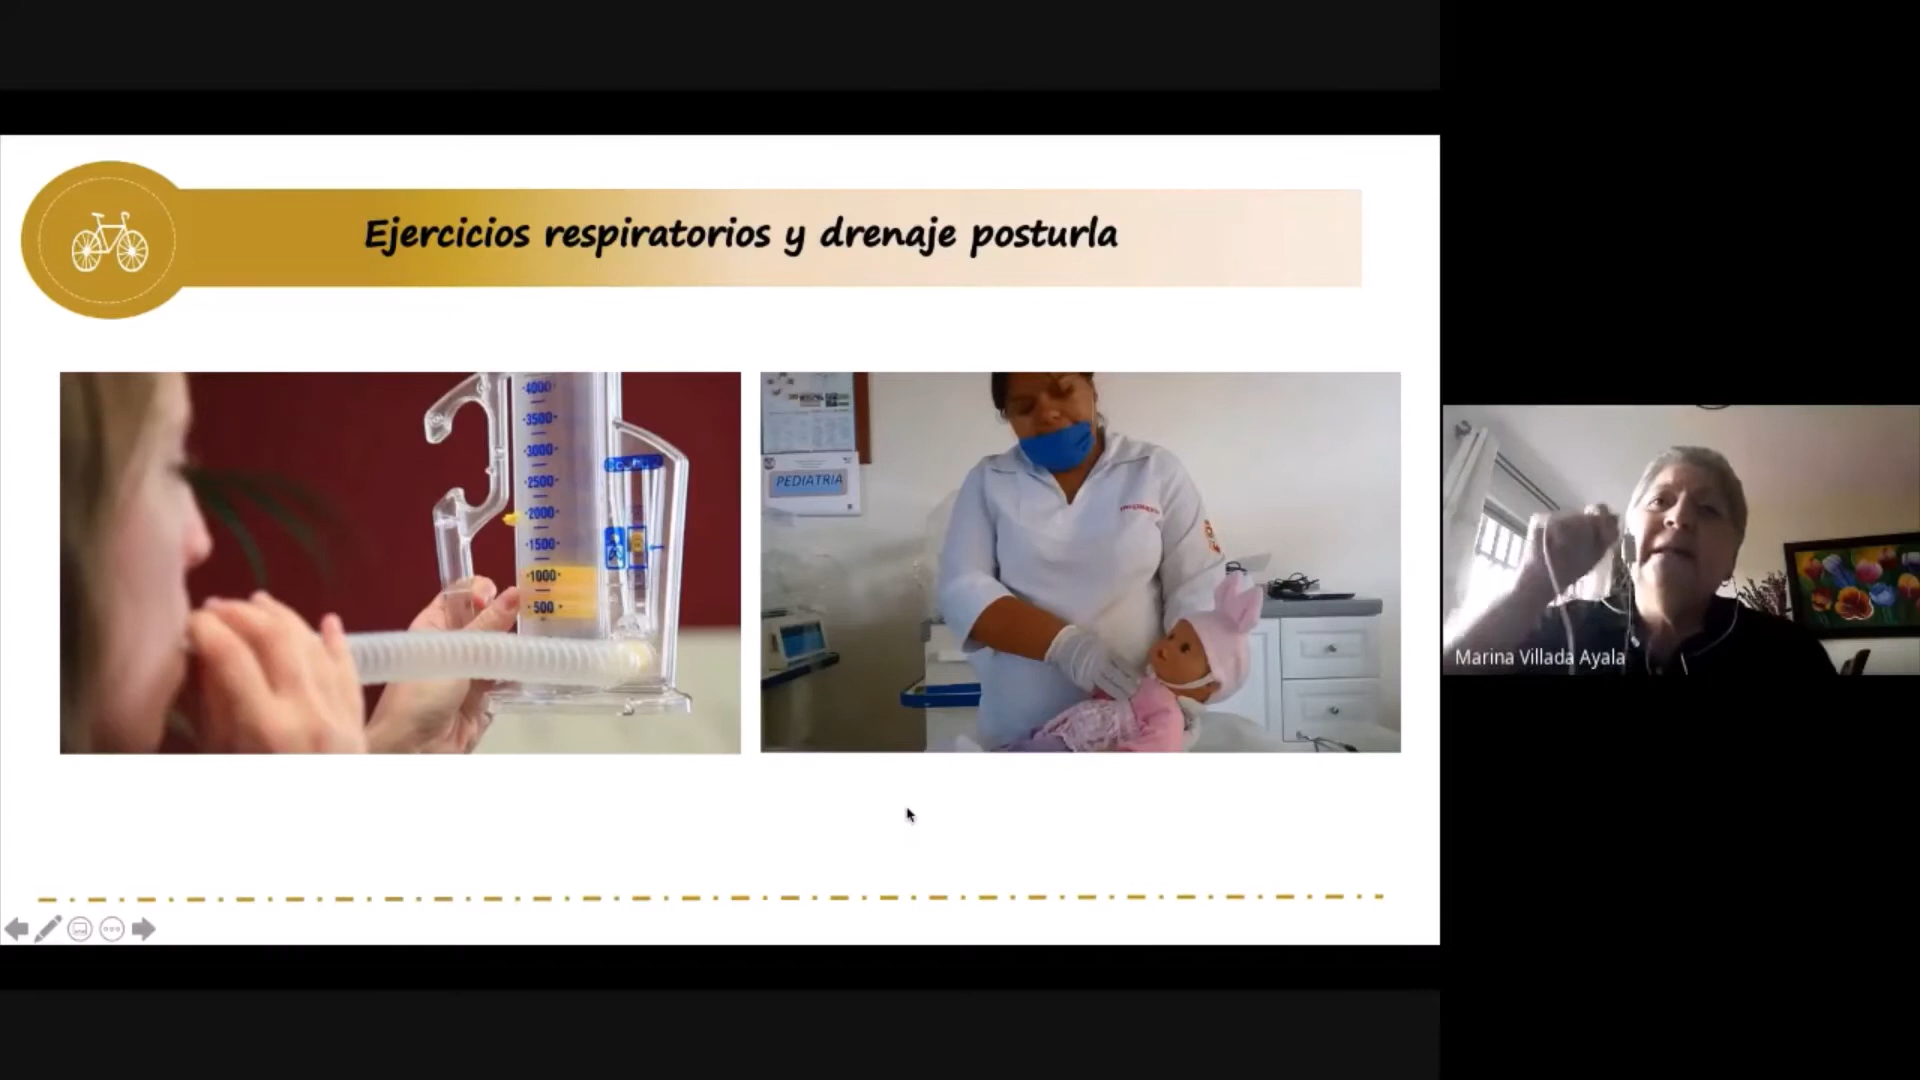 Ejercicios respiratorios y drenaje posturla
4000
3500
3000
2500
2000
1500
1000
500
PEDIATRIA
Marina Villada Ayala